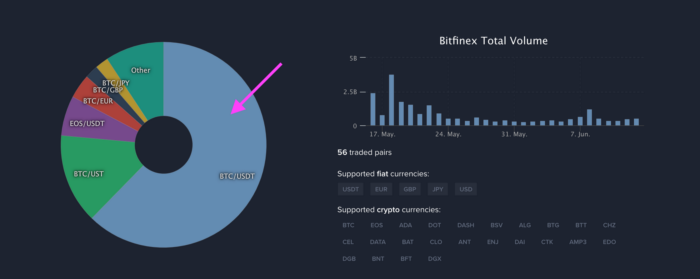 Other
BTC/JPY
BTC/GBP
BTC/EUR
EOS/USDT
BTC/UST
BTC/USDT
Bitfinex Total Volume
5B
2.5B
0
17. May. 24. May. 31. May. 7. Jun.
56 traded pairs
Supported fiat currencies:
USDT EUR GBP JPY USD
Supported crypto currencies:
BTC EOS ADA DOT DASH BSV ALG BTG BTT CHZ
CEL DATA BAT CLO ANT ENJ DAI CTK AMP3 EDO
DGB BNT BFT DGX